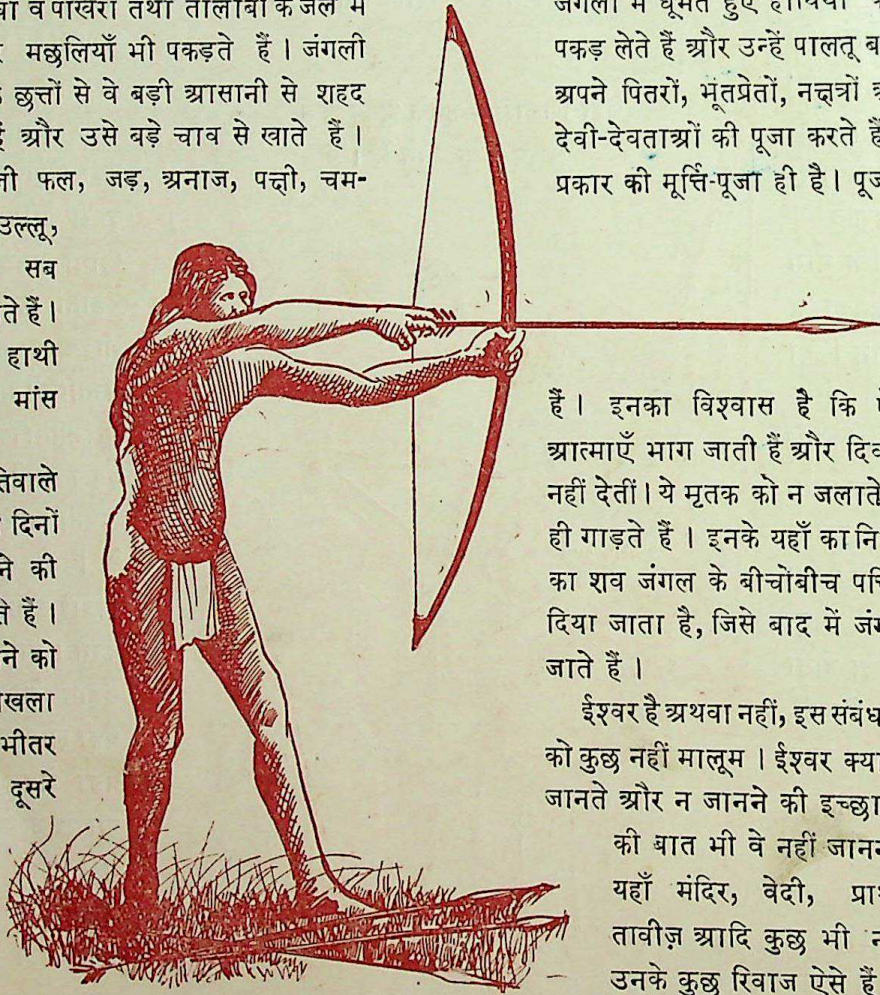 व पोखरों तथा तालाबों के जल में
मछलियाँ भी पकड़ते हैं । जंगली
छत्तों से वे बड़ी आसानी से शहद
और उसे बड़े चाव से खाते हैं ।
फल, जड़, अनाज, पक्षी, चम-
उल्लू,
सब
ते हैं ।
हाथी
मांस
दिनों
ने की
ते हैं ।
ने को
भीतर
दूसरे
जंगलों में घूमते हुए हाथियों
पकड़ लेते हैं और उन्हें पालतू ब
अपने पितरों, भूतप्रेतों, नक्षत्रों
देवी-देवताओं की पूजा करते हैं
प्रकार की मूर्त्ति-पूजा ही है । पूज
हैं । इनका विश्वास है कि
आत्माएँ भाग जाती हैं और दिख
नहीं देतीं । ये मृतक को न जलाते
ही गाड़ते हैं । इनके यहाँ का नि
का शव जंगल के बीचोबीच
दिया जाता है, जिसे बाद में जंग
जाते हैं ।
ईश्वर है अथवा नहीं, इस संबंध
को कुछ नहीं मालूम । ईश्वर क्या
जानते और न जानने की इच्छा
की बात भी वे नहीं जानत
यहाँ मंदिर, वेदी, प्रार्थ
तावीज़ आदि कुछ भी न
उनके कुछ रिवाज ऐसे हैं